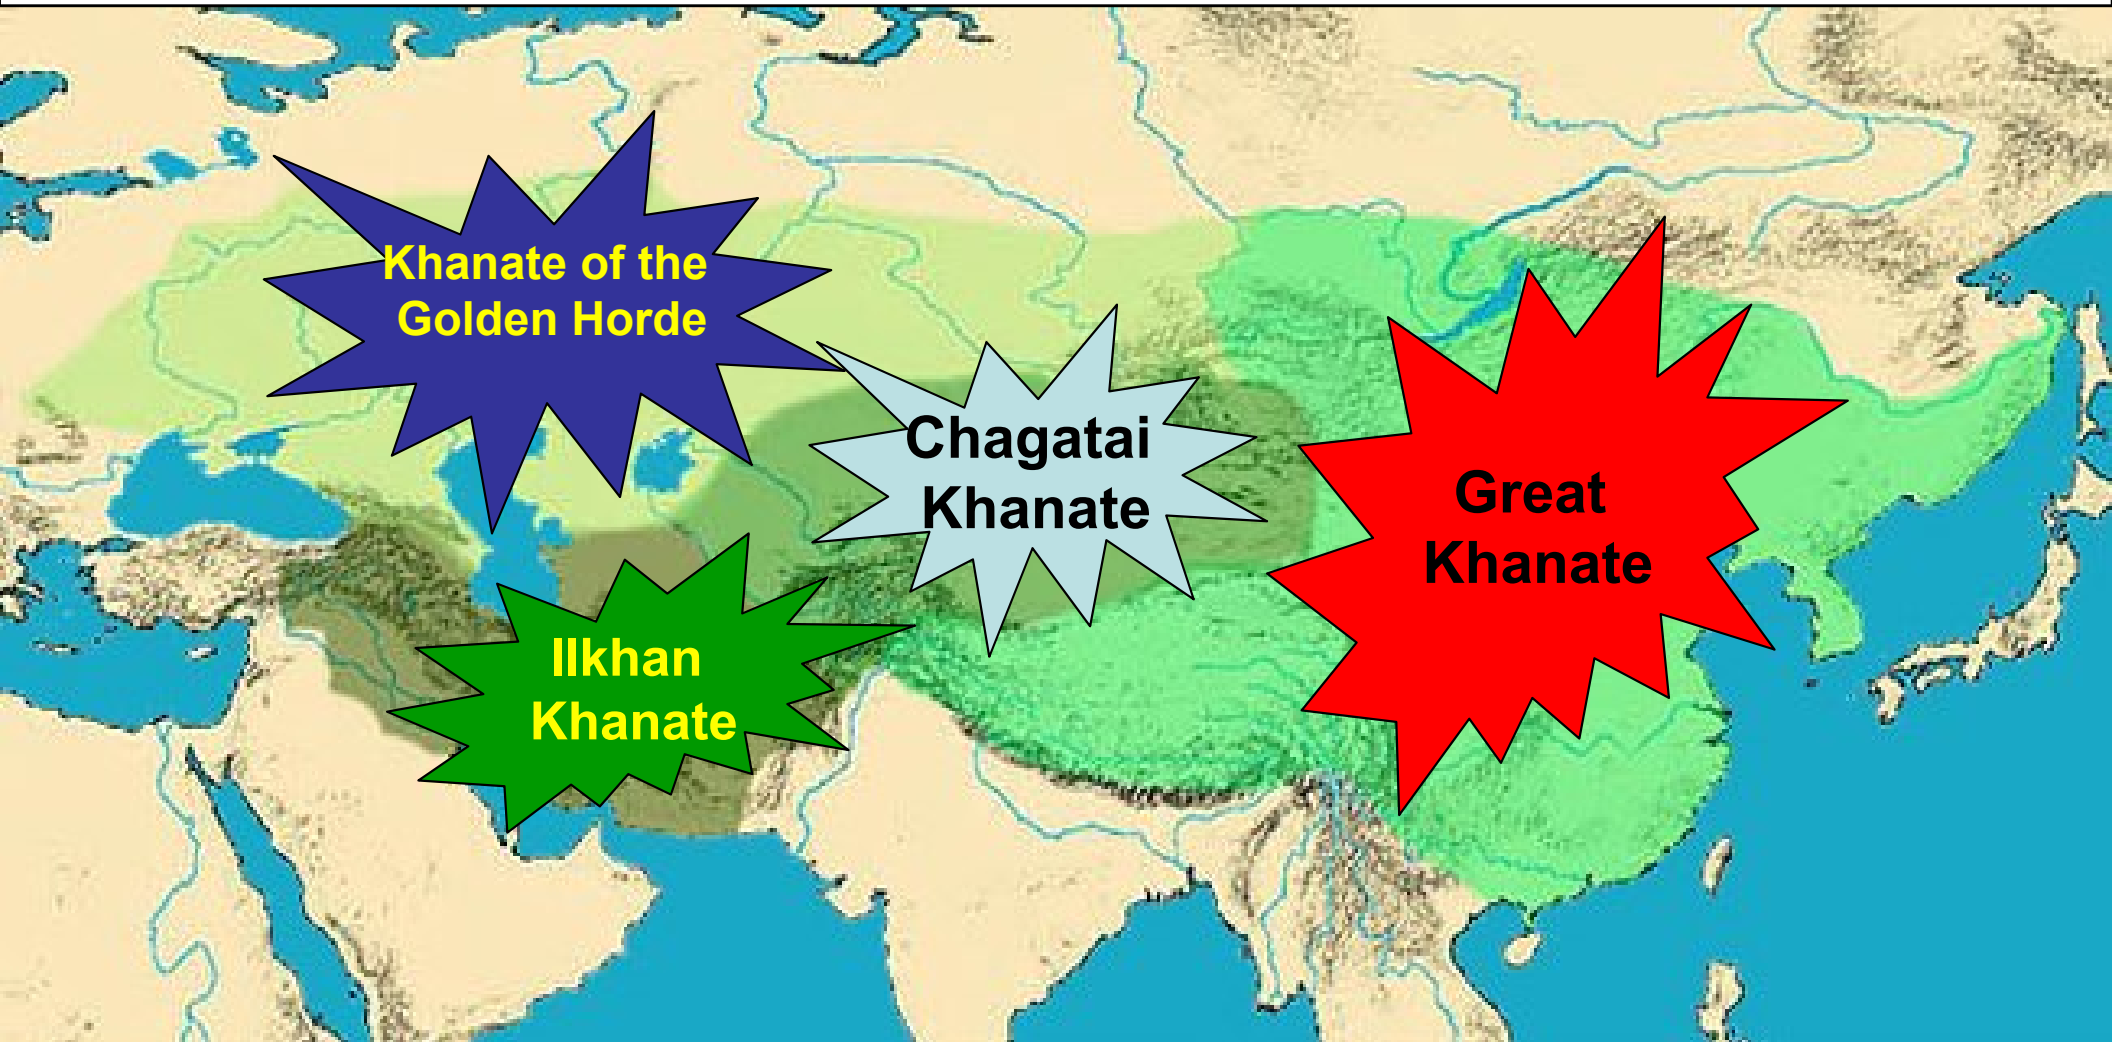 Khanate of the
Golden Horde
Chagatai
Khanate
Great
Khanate
Ilkhan
Khanate